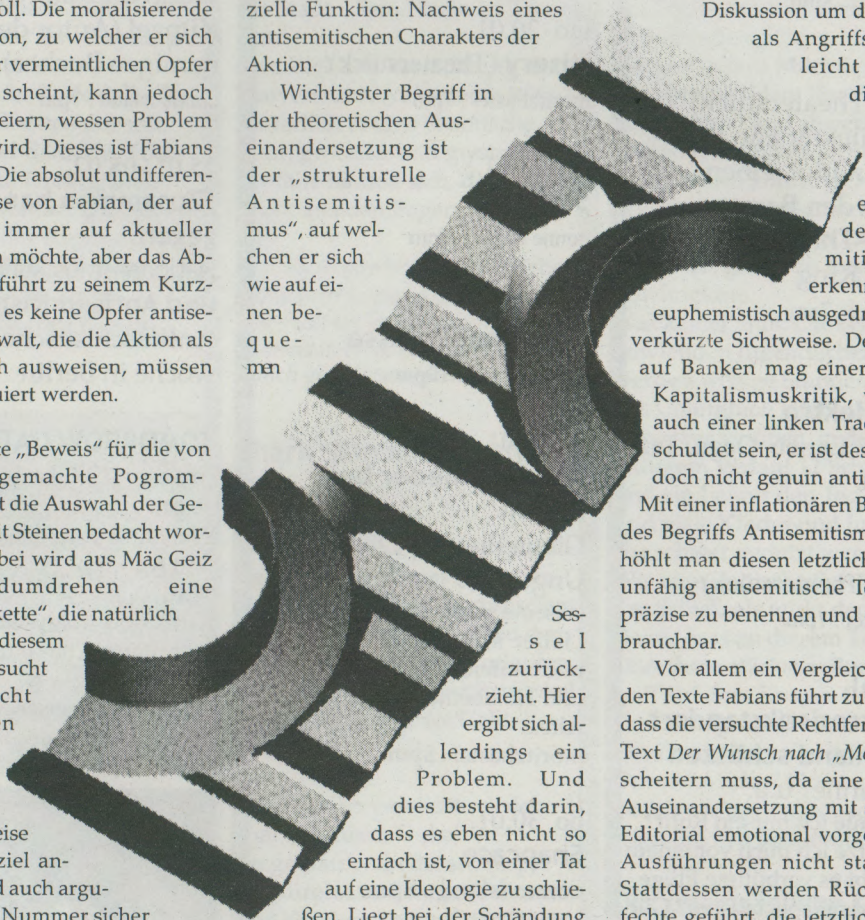 oll. Die moralisierende
on, zu welcher er sich
r vermeintlichen Opfer
scheint, kann jedoch
eiern, wessen Problem
vird. Dieses ist Fabians
Die absolut undifferen-
se von Fabian, der auf
immer auf aktueller
n möchte, aber das Ab-
führt zu seinem Kurz-
es keine Opfer antise-
walt, die die Aktion als
h ausweisen, müssen
uiert werden.
te „Beweis“ für die von
gemachte Pogrom-
t die Auswahl der Ge-
it Steinen bedacht wor-
bei wird aus Mäc Geiz
dumdrehen eine
kette“, die natürlich
diesem
sucht
cht
n
eise
ziel an-
d auch argu-
Nummer sicher
zielle Funktion: Nachweis eines
antisemitischen Charakters der
Aktion.
Wichtigster Begriff in
der theoretischen Aus-
einandersetzung ist
der „strukturelle
Antisemitis-
mus“, auf wel-
chen er sich
wie auf ei-
nen be-
que-
men
Ses-
sel
zurück-
zieht. Hier
ergibt sich al-
lerdings ein
Problem. Und
dies besteht darin,
dass es eben nicht so
einfach ist, von einer Tat
auf eine Ideologie zu schlie-
ßen. Liegt bei der Schändung
Diskussion um d
als Angriffs
leicht
di
e
de
miti
erkenn
euphemistisch ausgedr
verkürzte Sichtweise. De
auf Banken mag einer
Kapitalismuskritik,
auch einer linken Trad
schuldet sein, er ist des
doch nicht genuin anti
Mit einer inflationären B
des Begriffs Antisemitism
höhlt man diesen letztlich
unfähig antisemitische T
präzise zu benennen und
brauchbar.
Vor allem ein Vergleic
den Texte Fabians führt zu
dass die versuchte Rechtfer
Text Der Wunsch nach „M
scheitern muss, da eine
Auseinandersetzung mit
Editorial emotional vorge
Ausführungen nicht sta
Stattdessen werden Rüc
fechte geführt, die letztlic